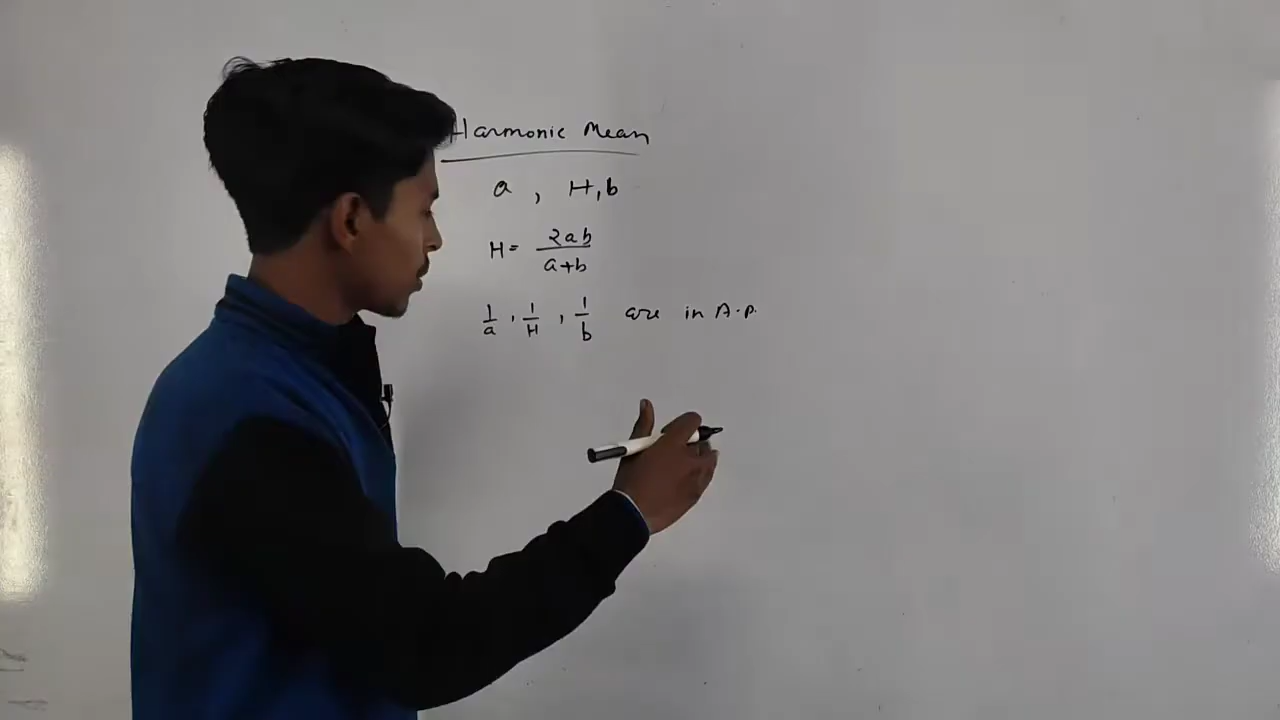 Harmonic Mean
a , H, b
H = 2ab / a+b
1/a , 1/H , 1/b are in A.P.